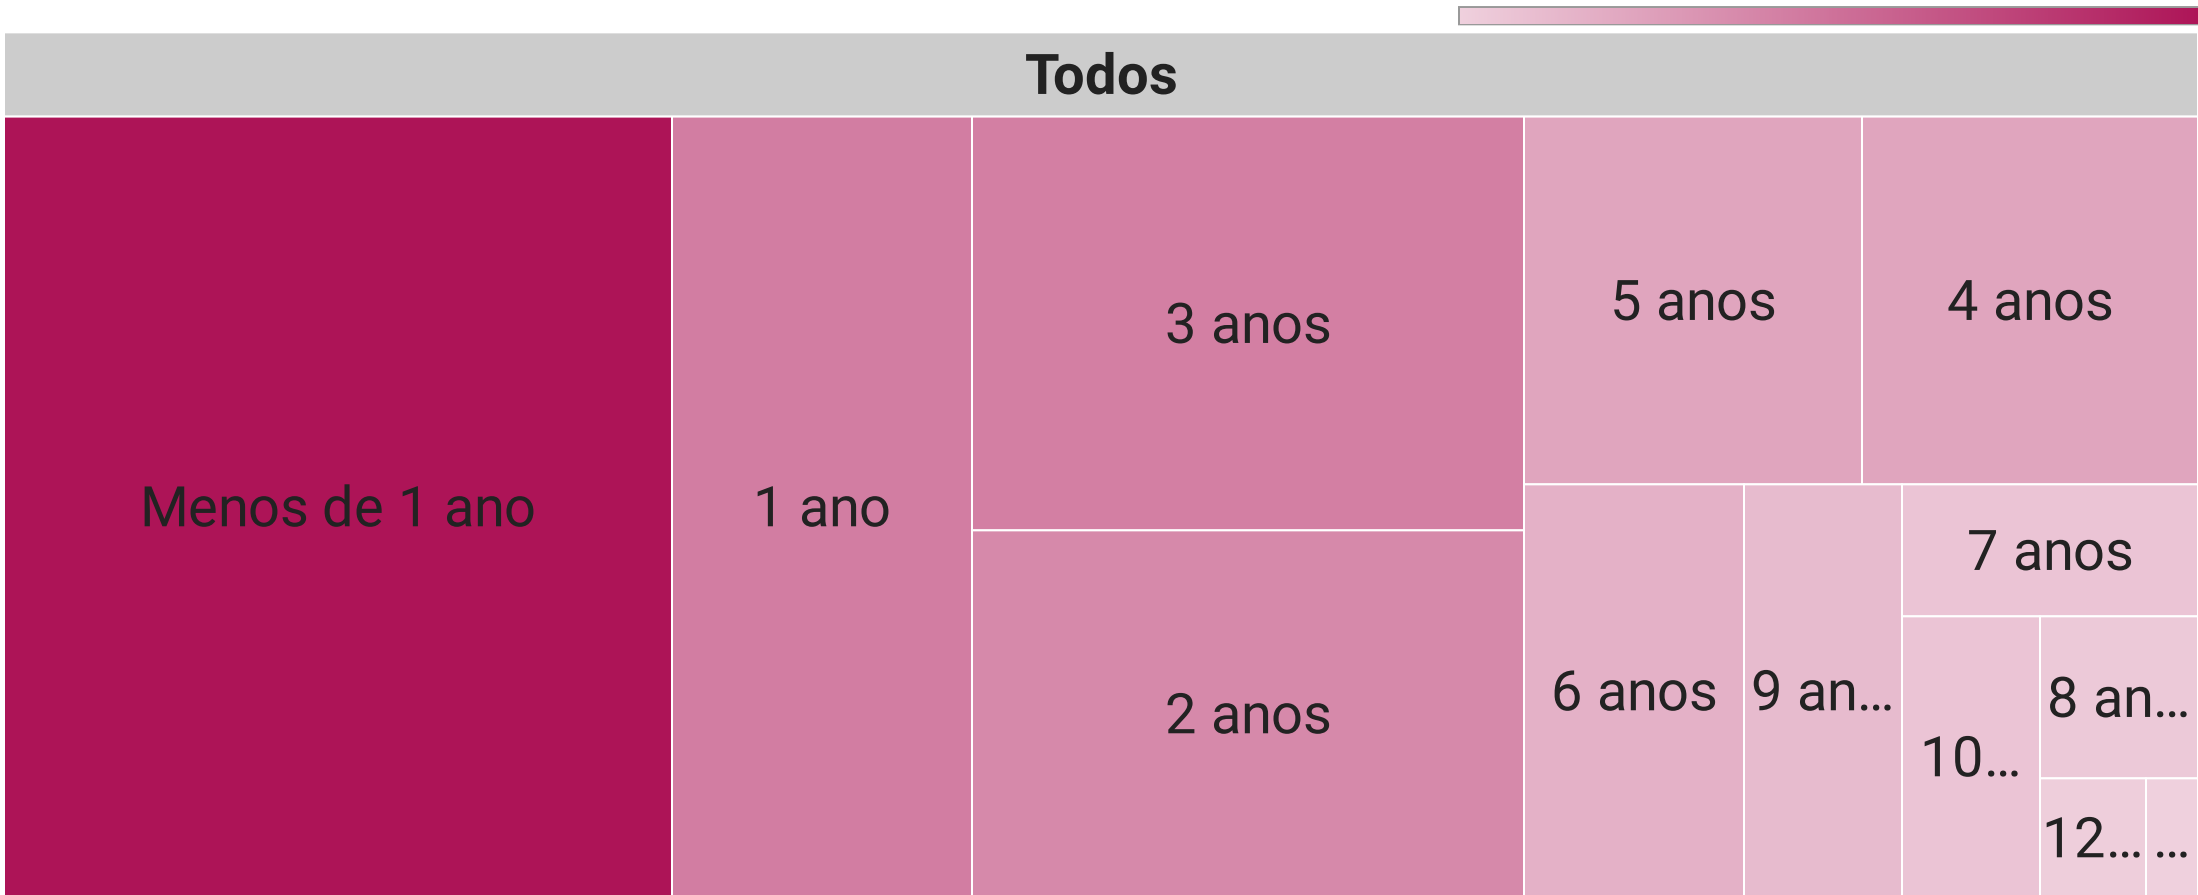 Todos
Menos de 1 ano
1 ano
3 anos
2 anos
5 anos
4 anos
6 anos
9 an...
7 anos
10...
8 an...
12...
...